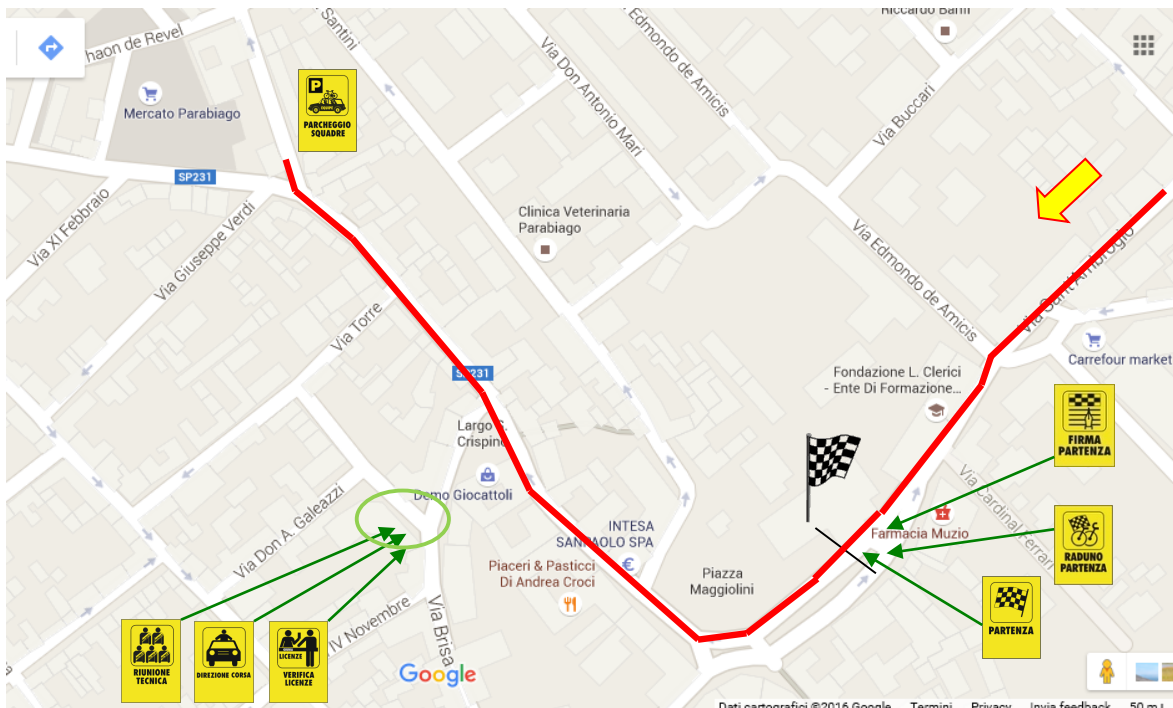 Riccardo Banfi
haon de Revel
Santini
Via Don Antonio Mari
Via Edmondo de Amicis
Via Buccari
Mercato Parabiago
P
PARCHEGGIO
SQUADRE
SP231
Via XI Febbraio
Via Giuseppe Verdi
Clinica Veterinaria
Parabiago
Via Edmondo de Amicis
Via Sant'Ambrogio
Via Torre
Carrefour market
SP231
Fondazione L. Clerici
- Ente Di Formazione...
FIRMA
PARTENZA
Largo S.
Crispino
Demo Giocattoli
Via Don A. Galeazzi
INTESA
SANPAOLO SPA
Farmacia Muzio
Via Cardinal Ferrari
RADUNO
PARTENZA
Piaceri & Pasticci
Di Andrea Croci
Piazza
Maggiolini
PARTENZA
IV Novembre
Via Brisa
RIUNIONE
TECNICA
DIREZIONE CORSA
LICENZE
VERIFICA
LICENZE
Google
Dati cartografici ©2016 Google Termini Privacy Invia feedback 50 m